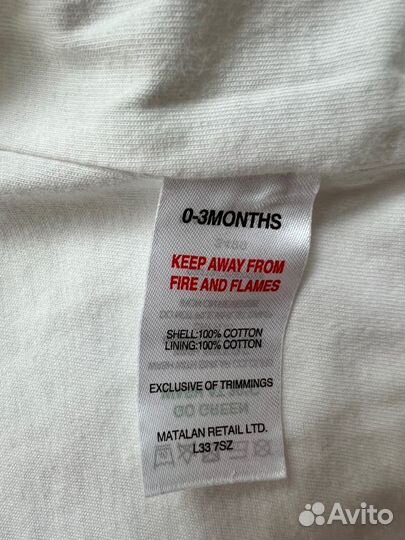 0-3MONTHS
KEEP AWAY FROM
FIRE AND FLAMES
SHELL:100% COTTON
LINING:100% COTTON
EXCLUSIVE OF TRIMMINGS
GO GREEN
MATALAN RETAIL LTD.
L33 7SZ
Avito